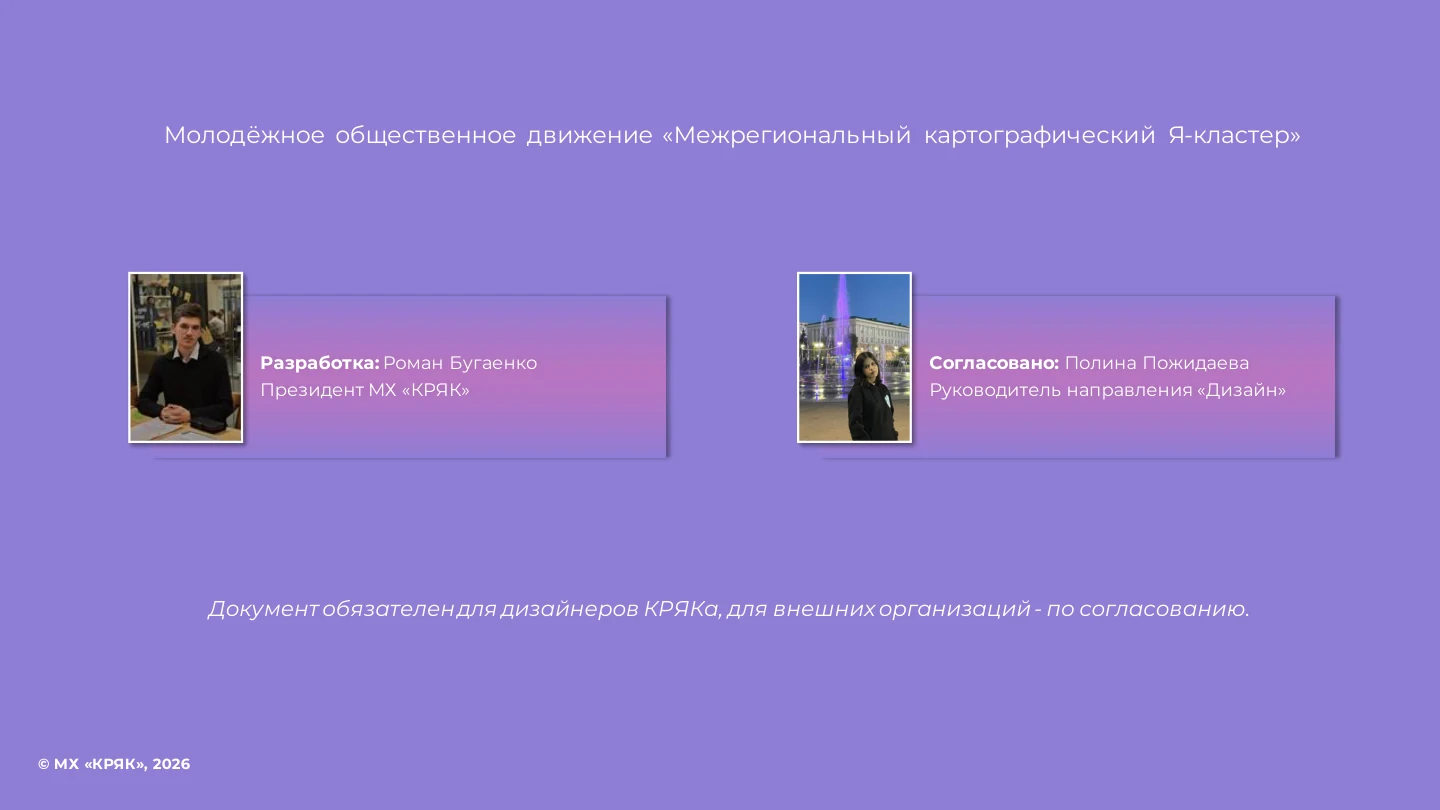 Молодёжное общественное движение «Межрегиональный картографический Я-кластер»
Разработка: Роман Бугаенко
Президент МХ «КРЯК»
Согласовано: Полина Пожидаева
Руководитель направления «Дизайн»
Документ обязателен для дизайнеров КРЯКа, для внешних организаций - по согласованию.
© МХ «КРЯК», 2026